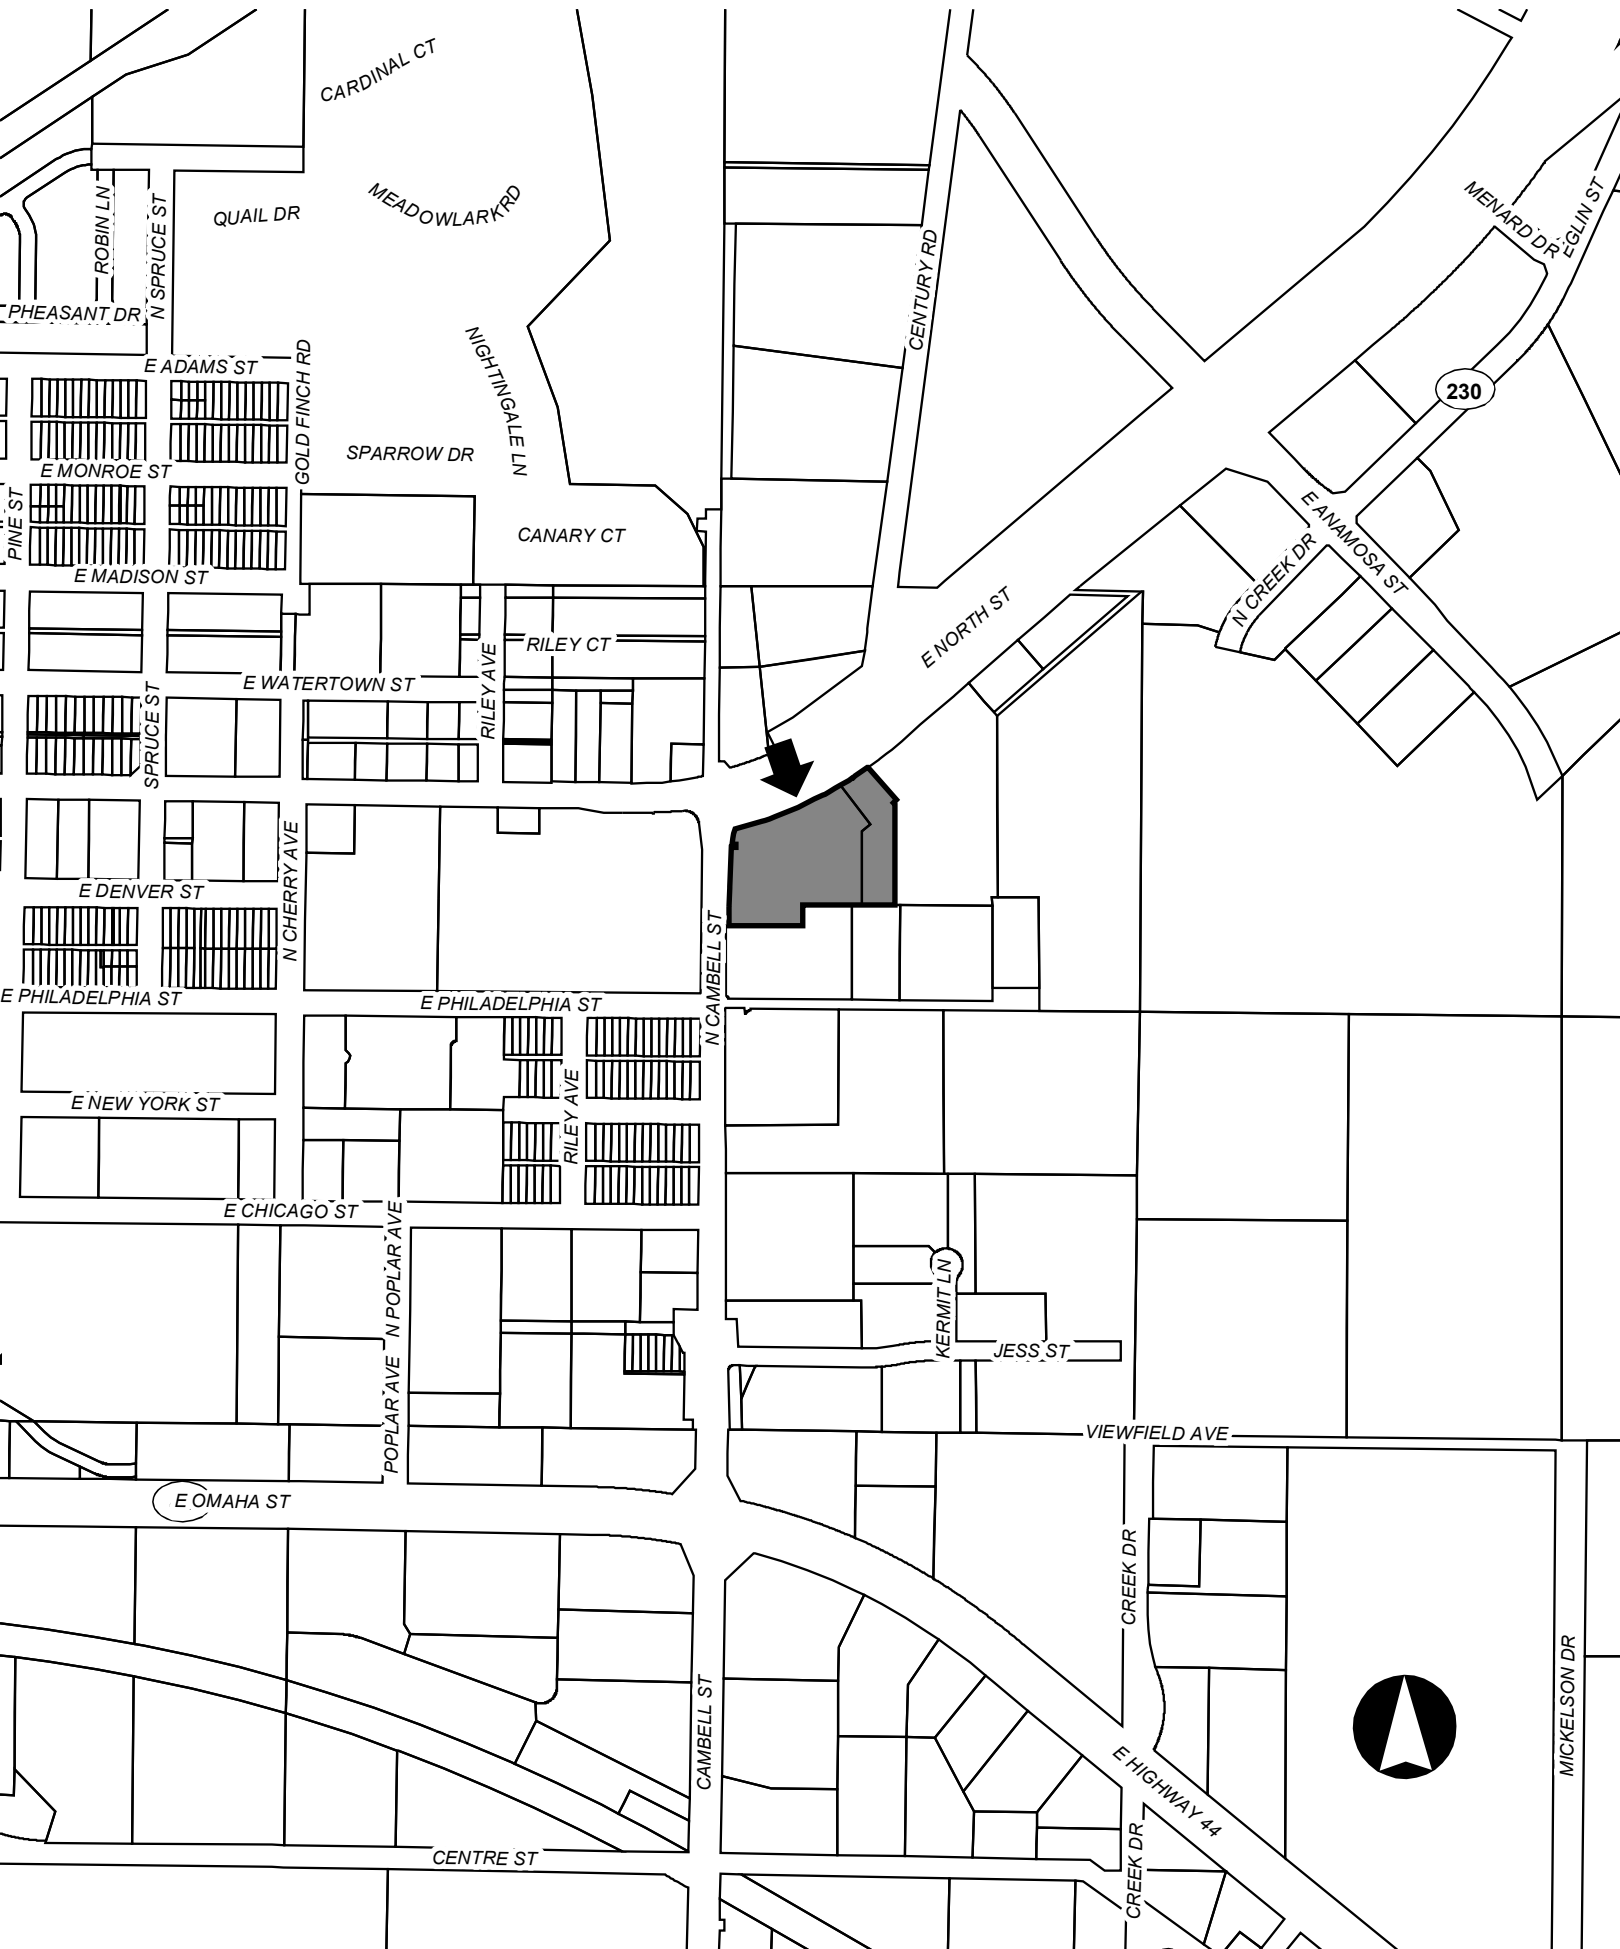 CARDINAL CT
MEADOWLARK RD
QUAIL DR
ROBIN LN
N SPRUCE ST
PHEASANT DR
MENARD DR
EGLIN ST
CENTURY RD
E ADAMS ST
GOLD FINCH RD
NIGHTINGALE LN
230
SPARROW DR
E MONROE ST
PINE ST
CANARY CT
E ANAMOSA ST
N CREEK DR
E MADISON ST
E NORTH ST
RILEY CT
E WATERTOWN ST
RILEY AVE
SPRUCE ST
N CHERRY AVE
E DENVER ST
N CAMBELL ST
E PHILADELPHIA ST
E PHILADELPHIA ST
E NEW YORK ST
RILEY AVE
E CHICAGO ST
N POPLAR AVE
KERMIT LN
JESS ST
POPLAR AVE
VIEWFIELD AVE
E OMAHA ST
CREEK DR
CAMBELL ST
MICKELSON DR
E HIGHWAY 44
CENTRE ST
CREEK DR